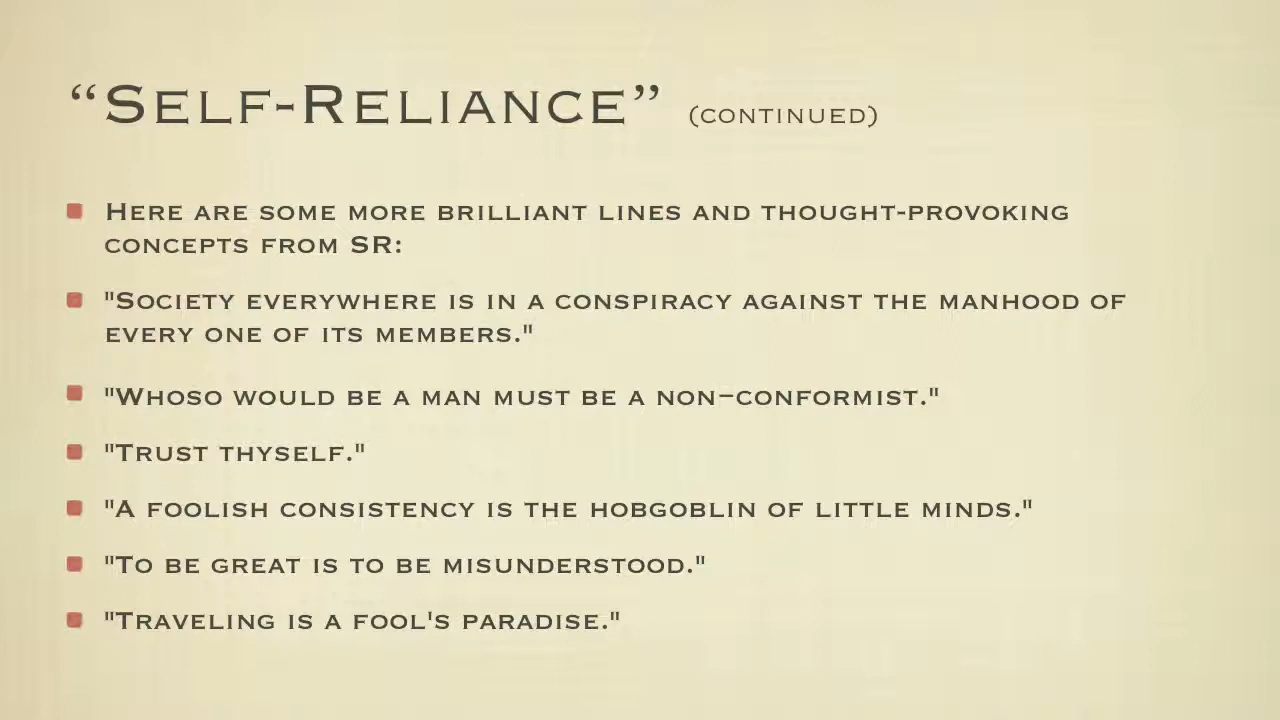 “Self-Reliance” (continued)
Here are some more brilliant lines and thought-provoking
concepts from SR:
"Society everywhere is in a conspiracy against the manhood of
every one of its members."
"Whoso would be a man must be a non–conformist."
"Trust thyself."
"A foolish consistency is the hobgoblin of little minds."
"To be great is to be misunderstood."
"Traveling is a fool's paradise."